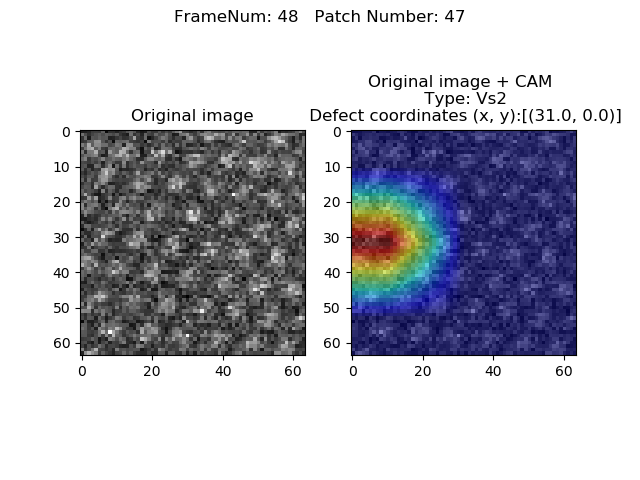 FrameNum: 48   Patch Number: 47
Original image
0
10
20
30
40
50
60
0 20 40 60
Original image + CAM
Type: Vs2
Defect coordinates (x, y):[(31.0, 0.0)]
0
10
20
30
40
50
60
0 20 40 60